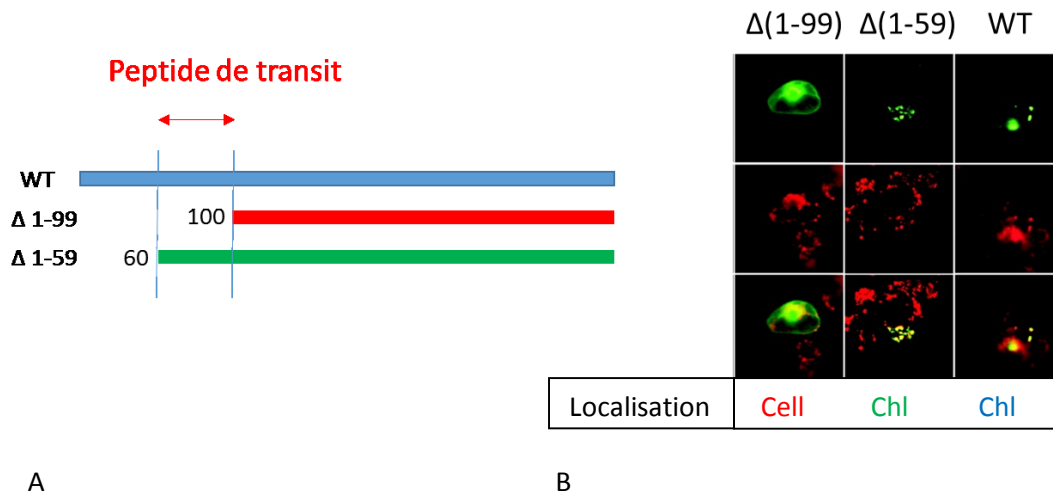 Peptide de transit
WT
Δ 1-99
100
Δ 1-59
60
A
Δ(1-99) Δ(1-59) WT
Localisation Cell Chl Chl
B